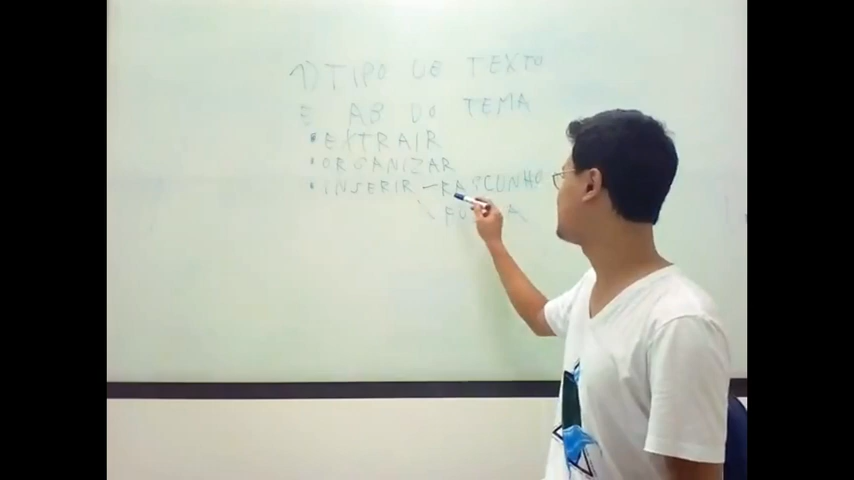 1) TIPO DE TEXTO
E AB DO TEMA
• EXTRAIR
• ORGANIZAR
• INSERIR – RASCUNHO